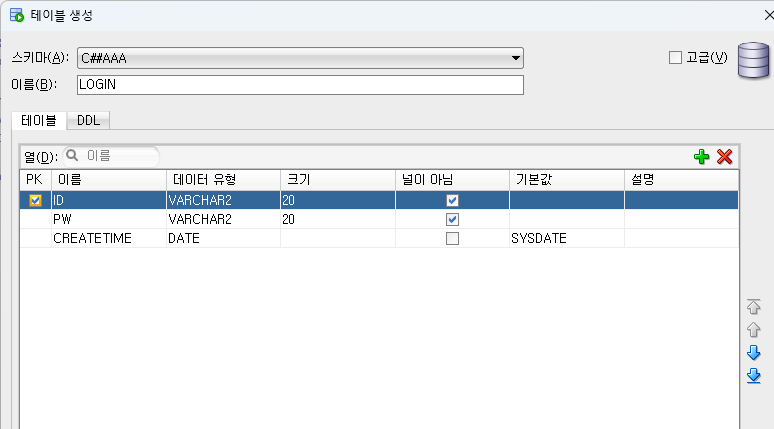 테이블 생성
스키마(A): C##AAA 고급(V)
이름(B): LOGIN
테이블 DDL
열(D): 이름
PK 이름 데이터 유형 크기 널이 아님 기본값 설명
ID VARCHAR2 20
PW VARCHAR2 20
CREATETIME DATE SYSDATE